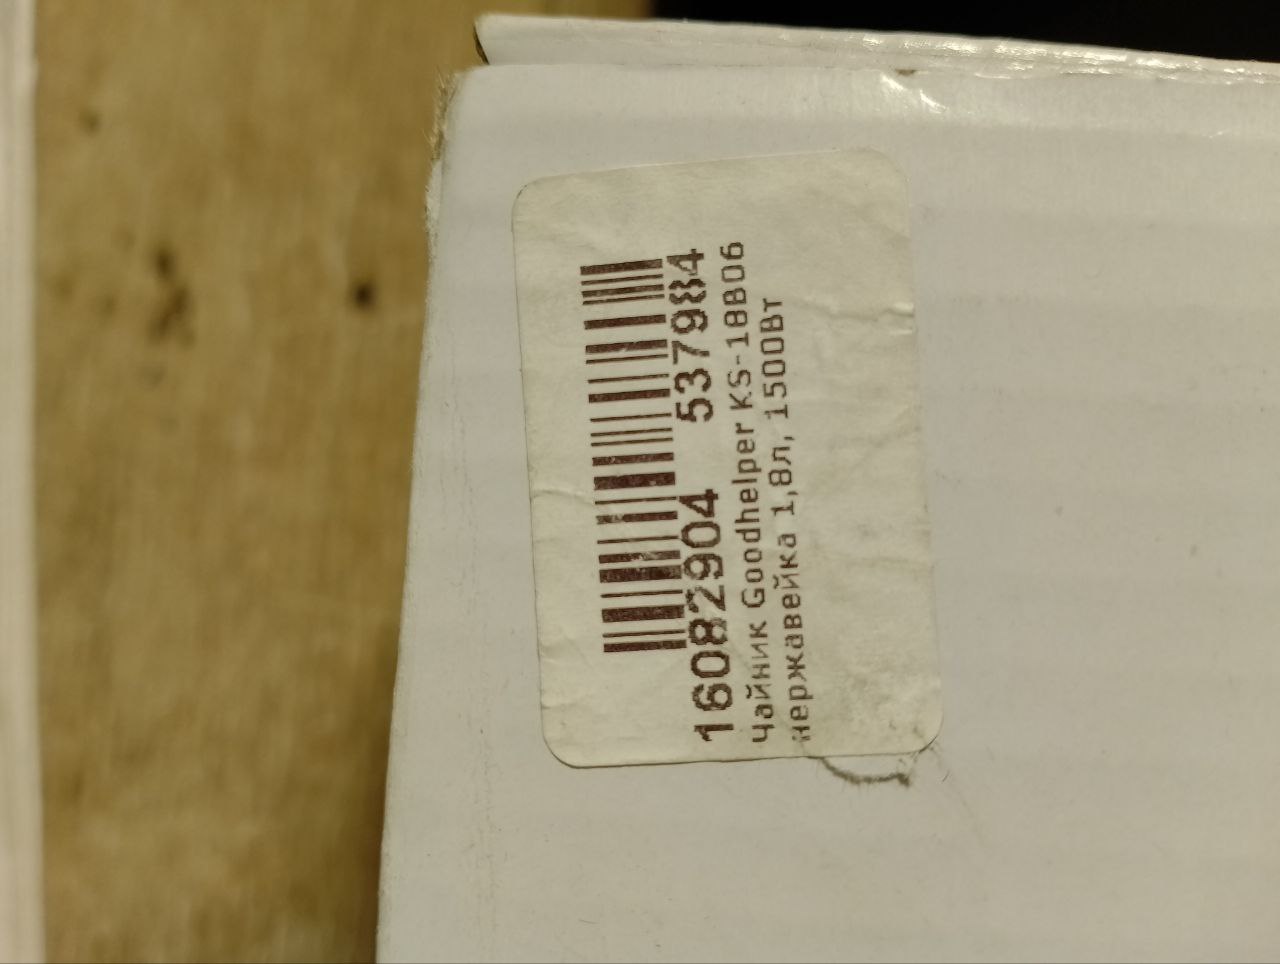 16082904 537984
Чайник Goodhelper KS-18B06
нержавейка 1,8л, 1500Вт